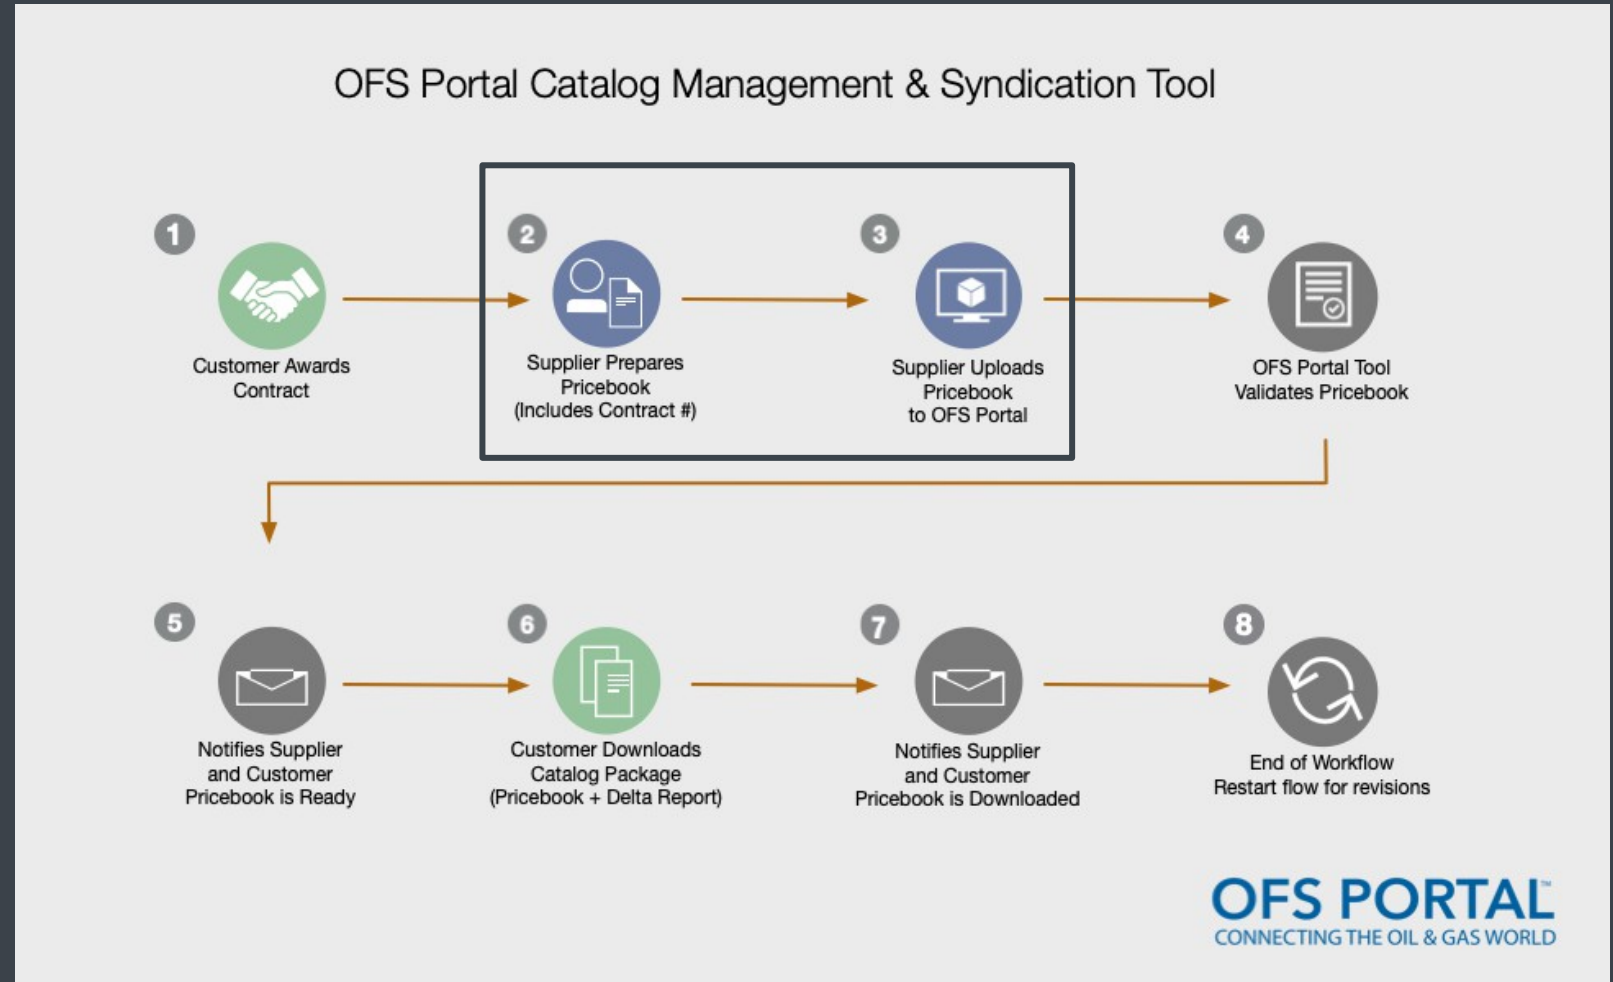 OFS Portal Catalog Management & Syndication Tool
1
Customer Awards
Contract
2
Supplier Prepares
Pricebook
(Includes Contract #)
3
Supplier Uploads
Pricebook
to OFS Portal
4
OFS Portal Tool
Validates Pricebook
5
Notifies Supplier
and Customer
Pricebook is Ready
6
Customer Downloads
Catalog Package
(Pricebook + Delta Report)
7
Notifies Supplier
and Customer
Pricebook is Downloaded
8
End of Workflow
Restart flow for revisions
OFS PORTAL™
CONNECTING THE OIL & GAS WORLD